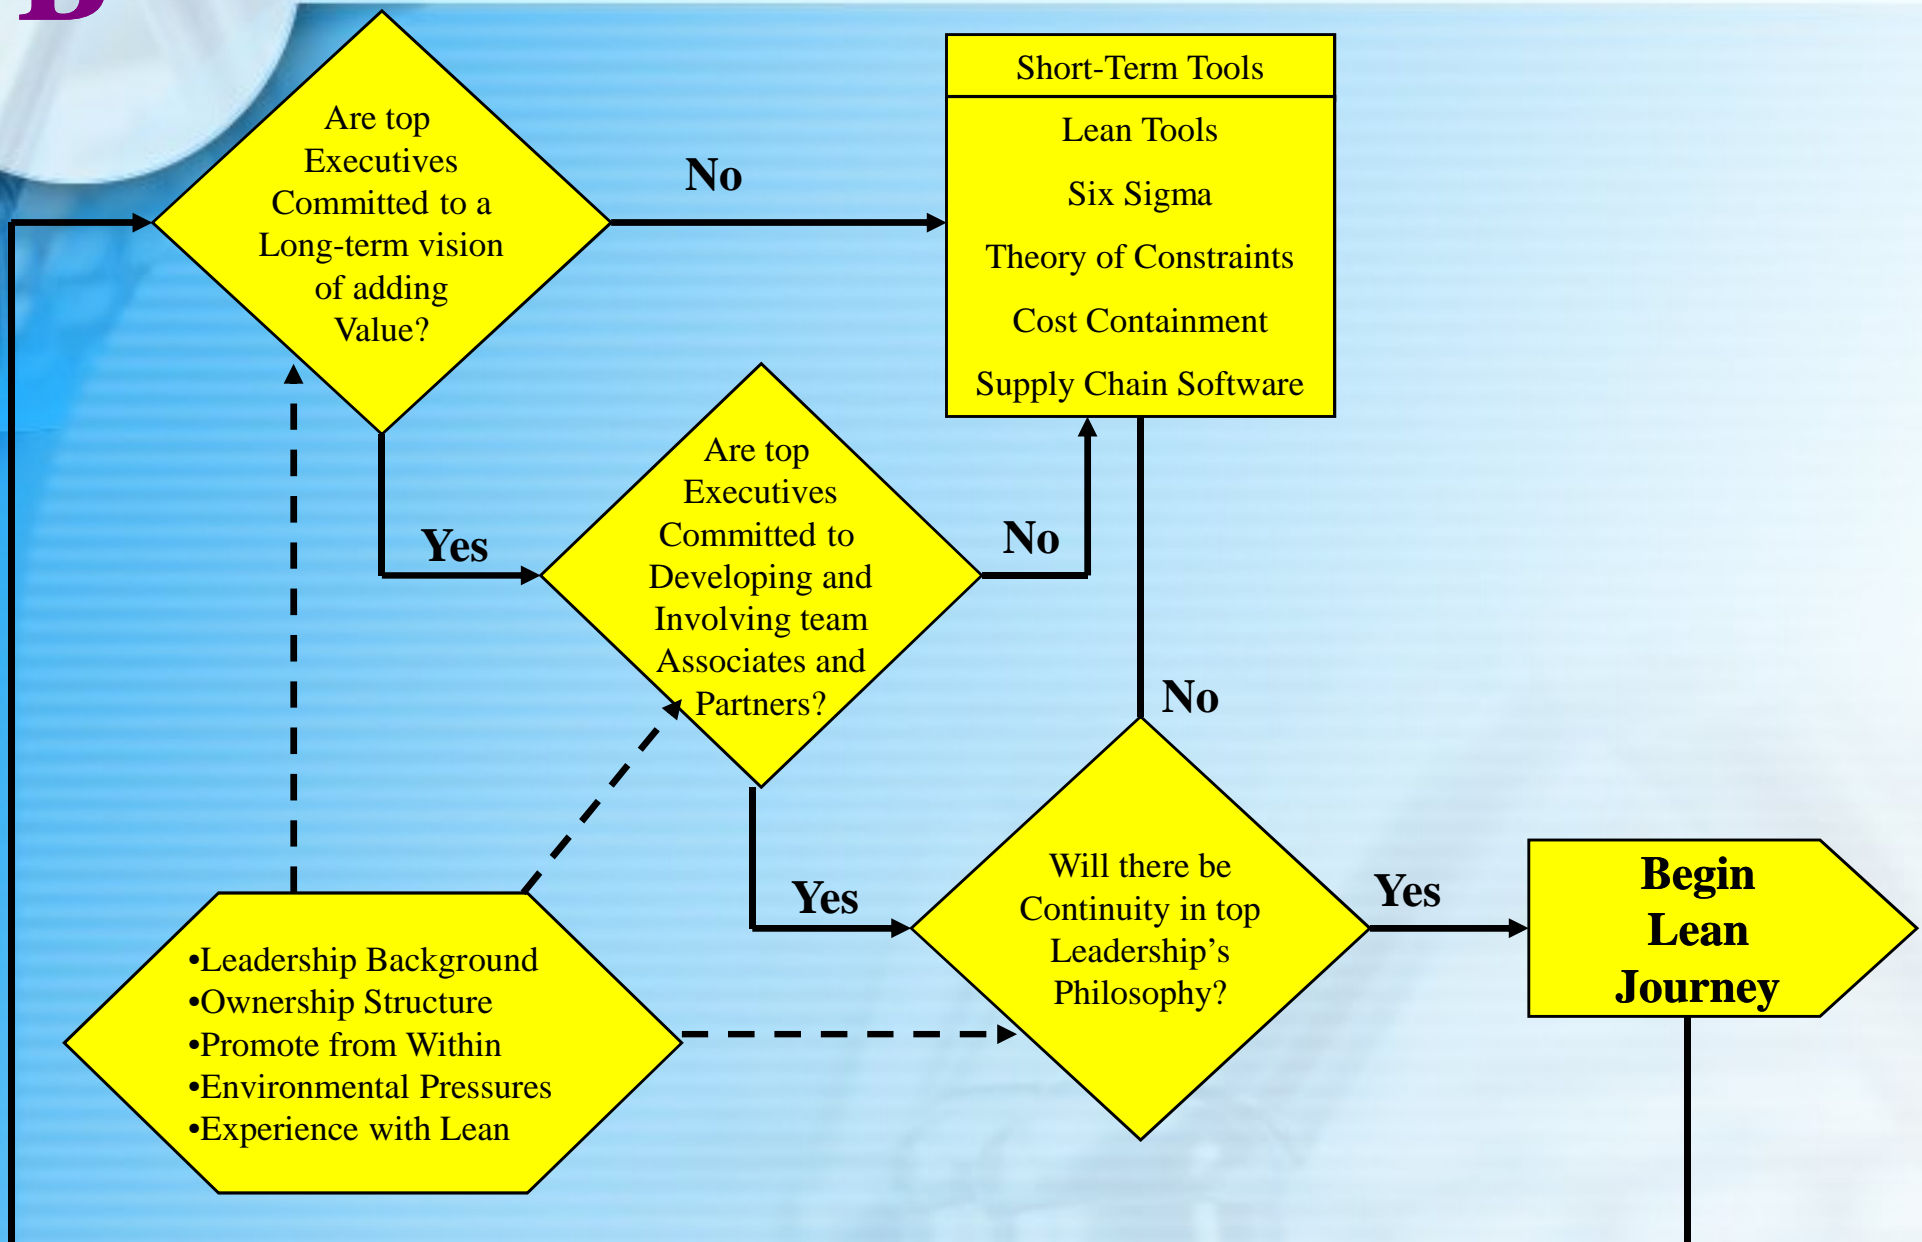 Are top
Executives
Committed to a
Long-term vision
of adding
Value?
No
Short-Term Tools
Lean Tools
Six Sigma
Theory of Constraints
Cost Containment
Supply Chain Software
Yes
Are top
Executives
Committed to
Developing and
Involving team
Associates and
Partners?
No
No
Yes
Will there be
Continuity in top
Leadership’s
Philosophy?
Yes
Begin
Lean
Journey
•Leadership Background
•Ownership Structure
•Promote from Within
•Environmental Pressures
•Experience with Lean